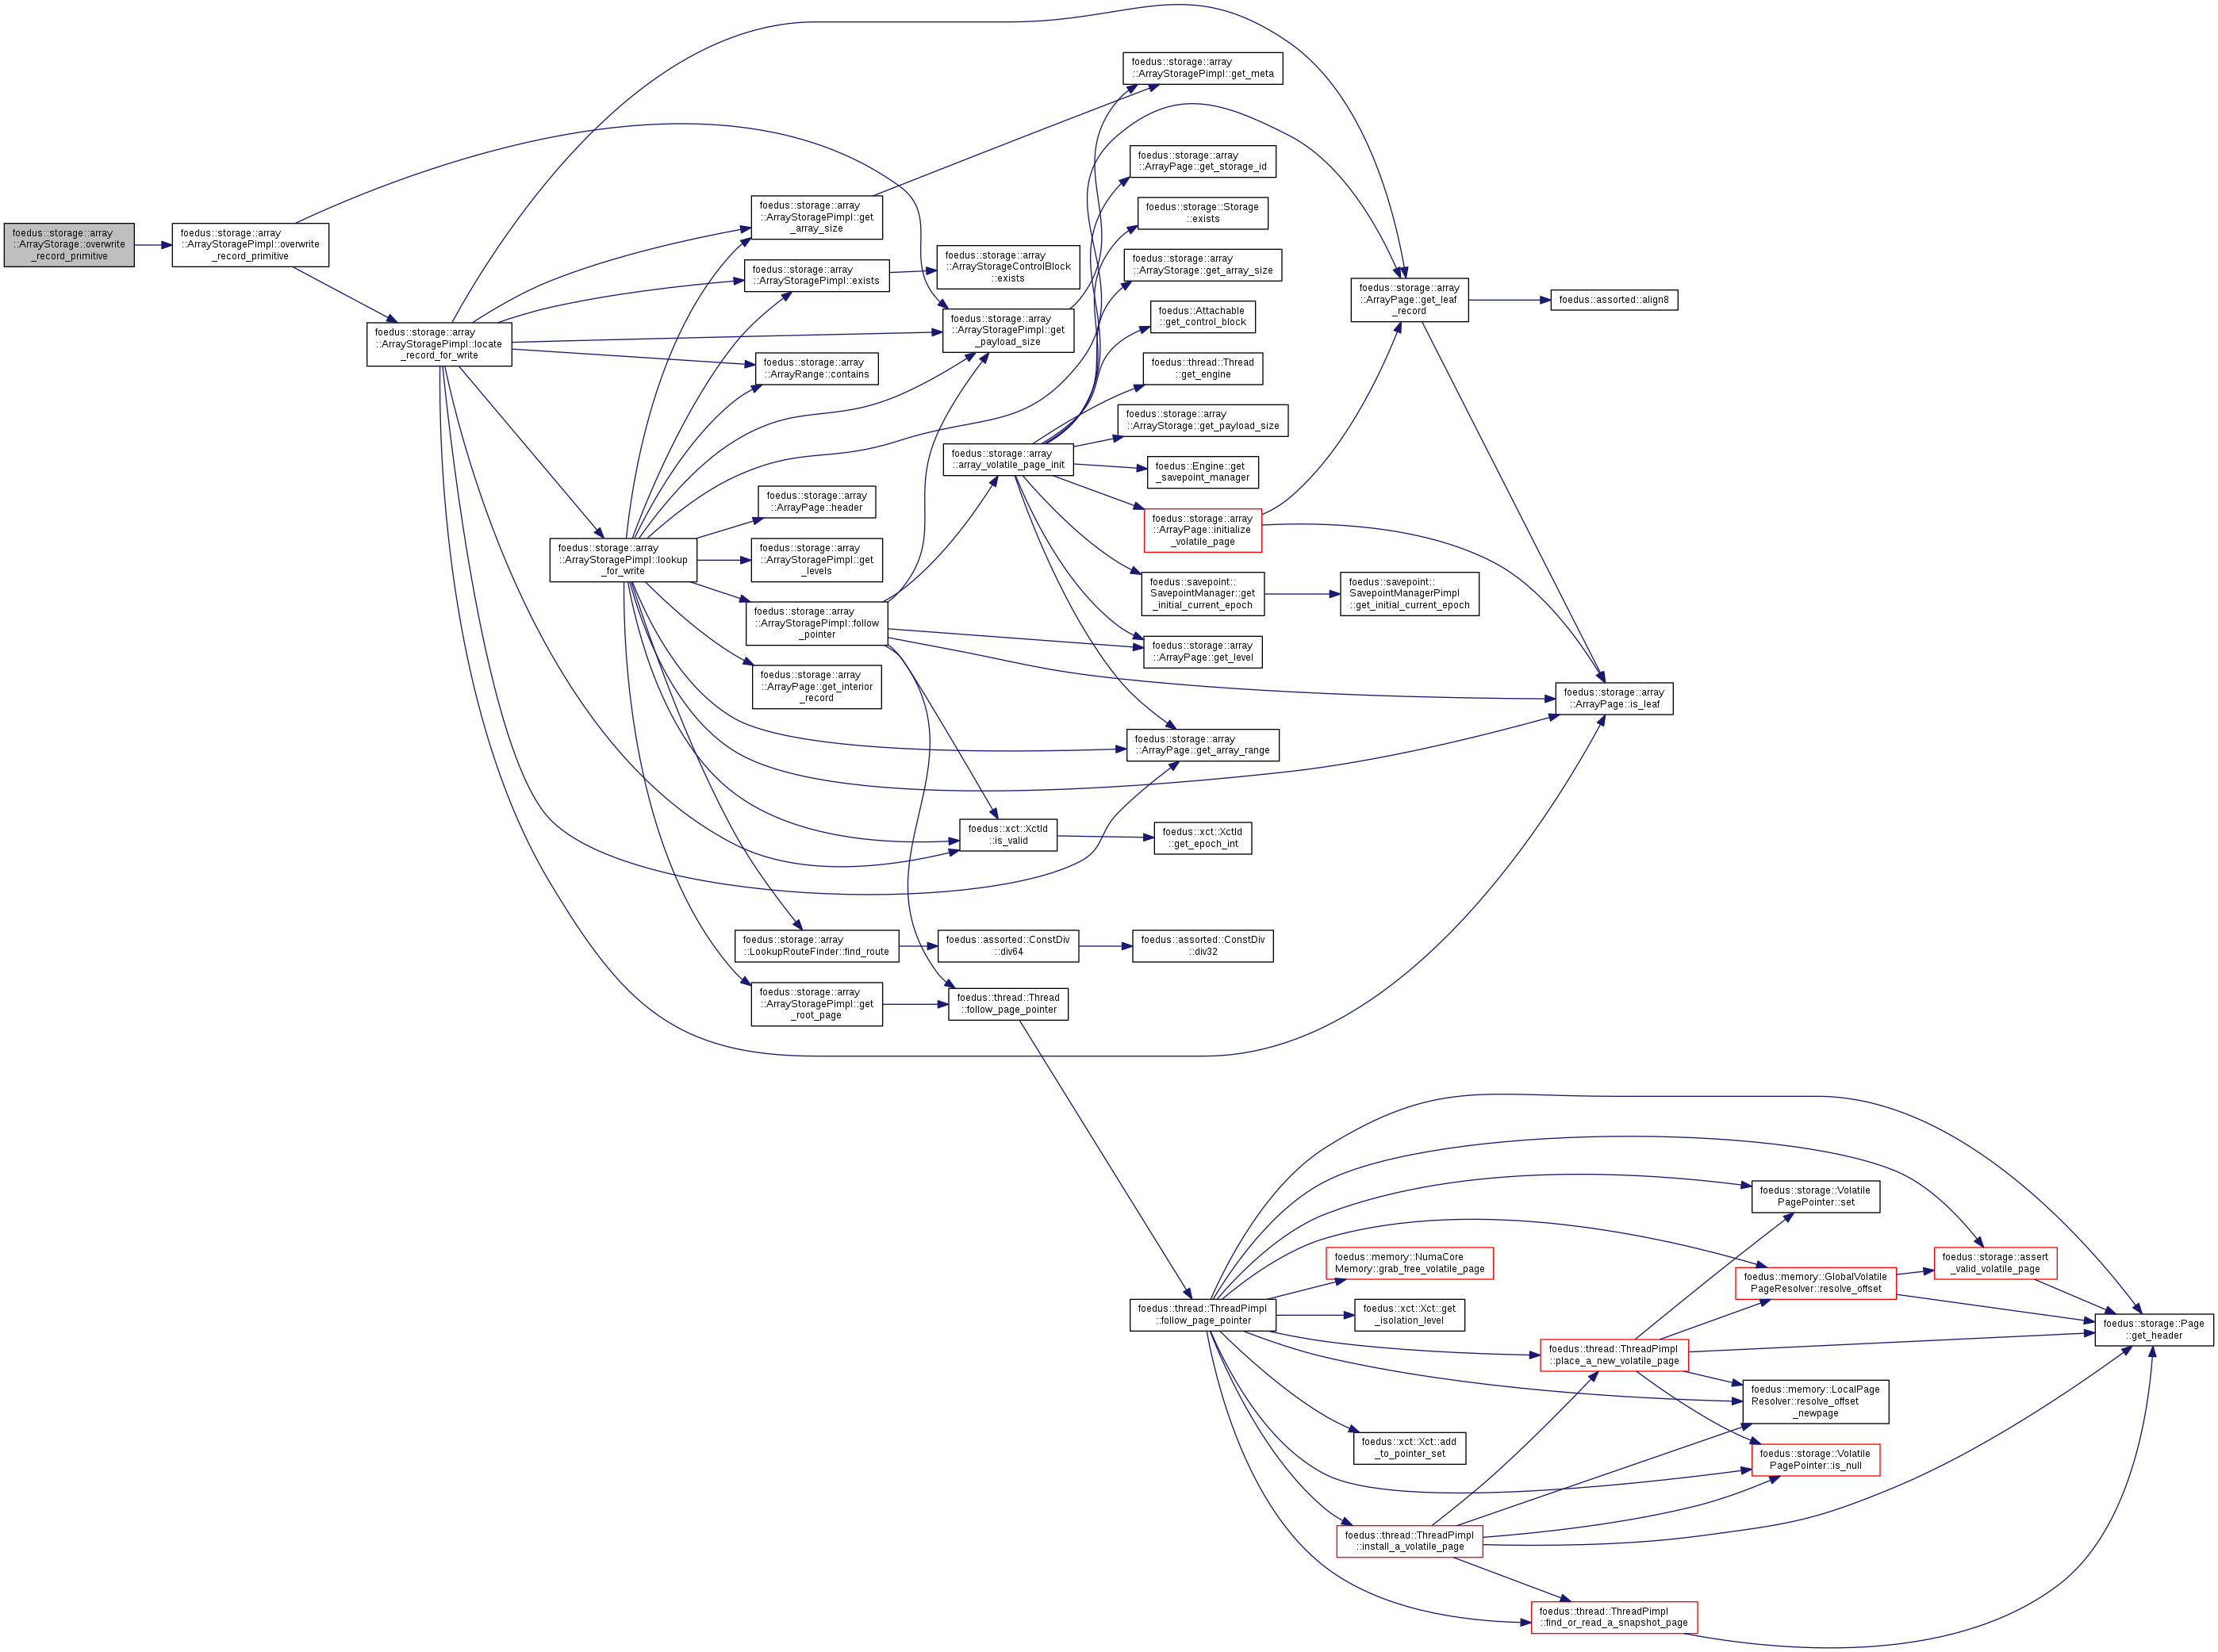 foedus::storage::array
::ArrayStorage::overwrite
_record_primitive
foedus::storage::array
::ArrayStoragePimpl::overwrite
_record_primitive
foedus::storage::array
::ArrayStoragePimpl::locate
_record_for_write
foedus::storage::array
::ArrayStoragePimpl::lookup
_for_write
foedus::storage::array
::ArrayStoragePimpl::get
_array_size
foedus::storage::array
::ArrayStoragePimpl::exists
foedus::storage::array
::ArrayRange::contains
foedus::storage::array
::ArrayPage::header
foedus::storage::array
::ArrayStoragePimpl::get
_levels
foedus::storage::array
::ArrayStoragePimpl::follow
_pointer
foedus::storage::array
::ArrayPage::get_interior
_record
foedus::storage::array
::LookupRouteFinder::find_route
foedus::storage::array
::ArrayStoragePimpl::get
_root_page
foedus::storage::array
::ArrayStorageControlBlock
::exists
foedus::storage::array
::ArrayStoragePimpl::get
_payload_size
foedus::storage::array
::array_volatile_page_init
foedus::xct::XctId
::is_valid
foedus::assorted::ConstDiv
::div64
foedus::thread::Thread
::follow_page_pointer
foedus::storage::array
::ArrayStoragePimpl::get_meta
foedus::storage::array
::ArrayPage::get_storage_id
foedus::storage::Storage
::exists
foedus::storage::array
::ArrayStorage::get_array_size
foedus::Attachable
::get_control_block
foedus::thread::Thread
::get_engine
foedus::storage::array
::ArrayStorage::get_payload_size
foedus::Engine::get
_savepoint_manager
foedus::storage::array
::ArrayPage::initialize
_volatile_page
foedus::savepoint::
SavepointManager::get
_initial_current_epoch
foedus::storage::array
::ArrayPage::get_level
foedus::storage::array
::ArrayPage::get_array_range
foedus::xct::XctId
::get_epoch_int
foedus::assorted::ConstDiv
::div32
foedus::thread::ThreadPimpl
::follow_page_pointer
foedus::storage::array
::ArrayPage::get_leaf
_record
foedus::savepoint::
SavepointManagerPimpl
::get_initial_current_epoch
foedus::assorted::align8
foedus::storage::array
::ArrayPage::is_leaf
foedus::memory::NumaCore
Memory::grab_free_volatile_page
foedus::xct::Xct::get
_isolation_level
foedus::xct::Xct::add
_to_pointer_set
foedus::thread::ThreadPimpl
::install_a_volatile_page
foedus::thread::ThreadPimpl
::place_a_new_volatile_page
foedus::thread::ThreadPimpl
::find_or_read_a_snapshot_page
foedus::storage::Volatile
PagePointer::set
foedus::memory::GlobalVolatile
PageResolver::resolve_offset
foedus::memory::LocalPage
Resolver::resolve_offset
_newpage
foedus::storage::Volatile
PagePointer::is_null
foedus::storage::assert
_valid_volatile_page
foedus::storage::Page
::get_header